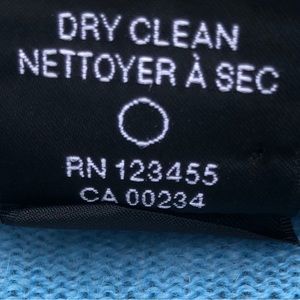 DRY CLEAN
NETTOYER À SEC
RN 123455
CA 00234